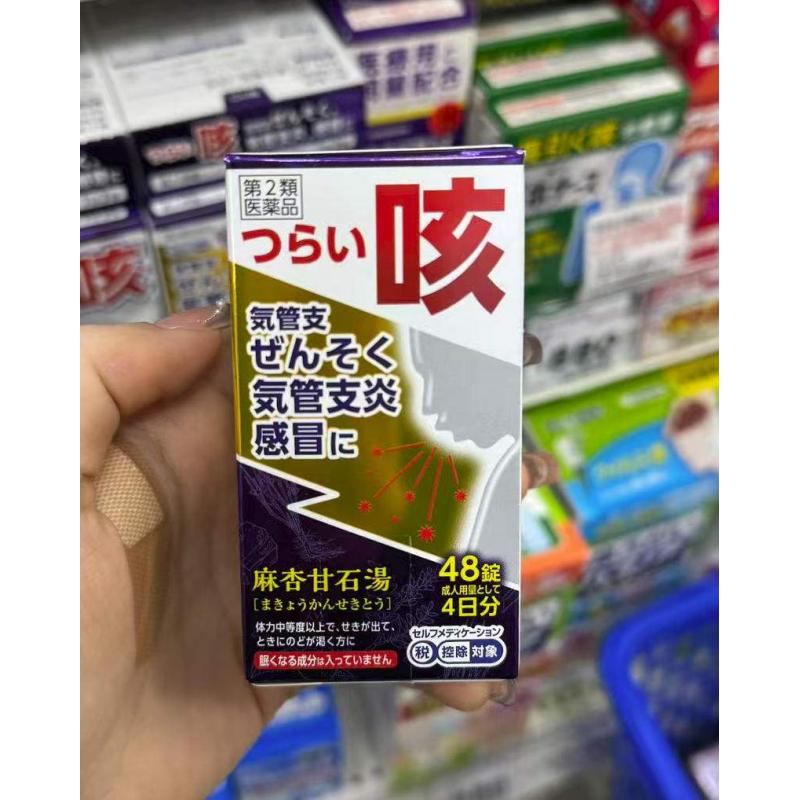 第2類
医薬品
つらい咳
気管支
ぜんそく
気管支炎
感冒に
麻杏甘石湯
[まきょうかんせきとう]
体力中等度以上で、せきが出て、
ときにのどが渇く方に
眠くなる成分は入っていません
48錠
成人用量として
4日分
セルフメディケーション
税 控除 対象
つらい咳
咳